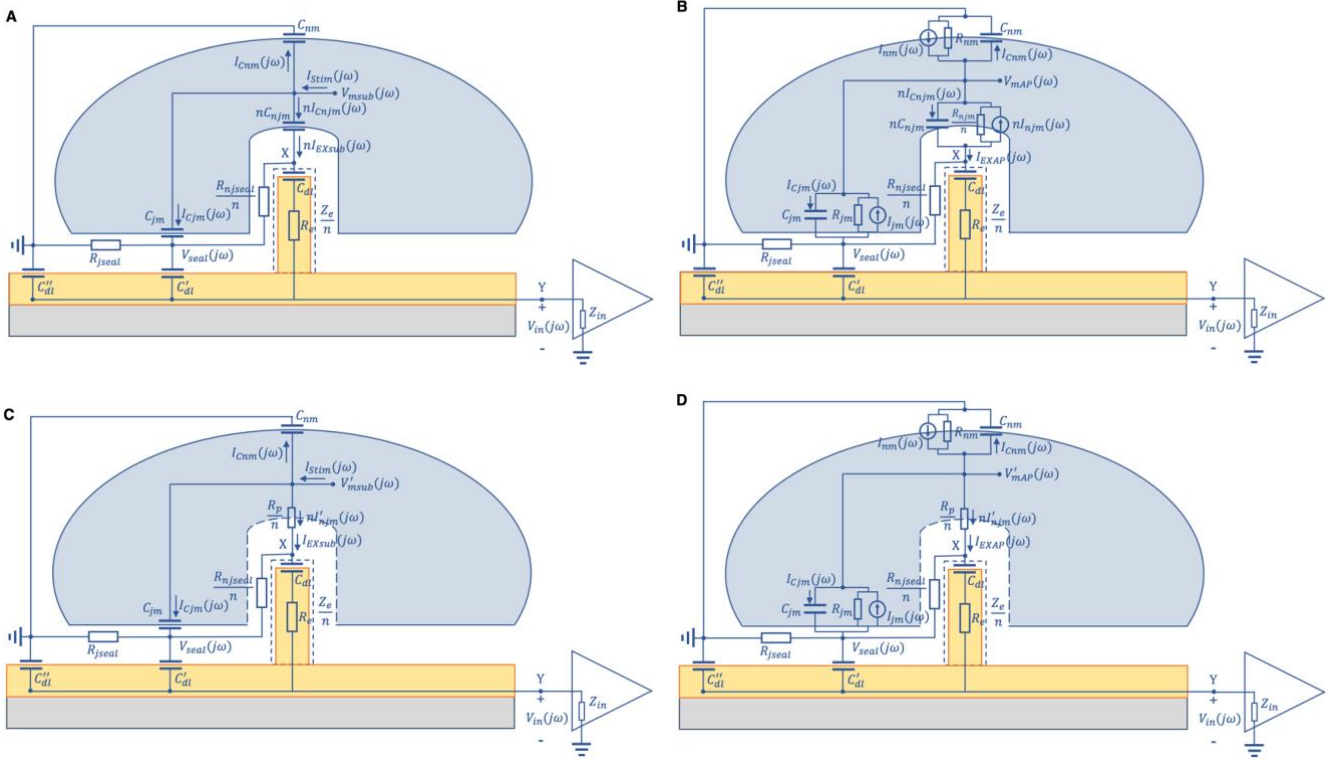 A
C_nm
I_Cnm(jω)
I_Stim(jω)
V_msub(jω)
nI_Cnjm(jω)
nC_njm
nI_EXsub(jω)
X
R_njseal/n
C_dl
C_jm
I_Cjm(jω)
R_e
Z_e/n
R_jseal
V_seal(jω)
C''_dl
C'_dl
Y
+
V_in(jω)
-
Z_in
B
C_nm
I_nm(jω)
R_nm
I_Cnm(jω)
V_mAP(jω)
nI_Cnjm(jω)
nC_njm
R_njm/n
nI_njm(jω)
X
I_EXAP(jω)
I_Cjm(jω)
R_njseal/n
C_dl
C_jm
R_jm
I_jm(jω)
R_e
Z_e/n
R_jseal
V_seal(jω)
C''_dl
C'_dl
Y
+
V_in(jω)
-
Z_in
C
C_nm
I_Cnm(jω)
I_Stim(jω)
V'_msub(jω)
R_p/n
nI'_njm(jω)
I_EXsub(jω)
X
R_njseal/n
C_dl
C_jm
I_Cjm(jω)
R_e
Z_e/n
R_jseal
V_seal(jω)
C''_dl
C'_dl
Y
+
V_in(jω)
-
Z_in
D
C_nm
I_nm(jω)
R_nm
I_Cnm(jω)
V'_mAP(jω)
R_p/n
nI'_njm(jω)
I_EXAP(jω)
X
I_Cjm(jω)
R_njseal/n
C_dl
C_jm
R_jm
I_jm(jω)
R_e
Z_e/n
R_jseal
V_seal(jω)
C''_dl
C'_dl
Y
+
V_in(jω)
-
Z_in